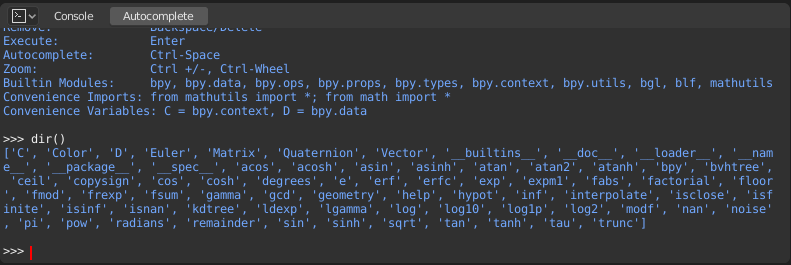 Console Autocomplete
Remove: Backspace/Delete
Execute: Enter
Autocomplete: Ctrl-Space
Zoom: Ctrl +/-, Ctrl-Wheel
Builtin Modules: bpy, bpy.data, bpy.ops, bpy.props, bpy.types, bpy.context, bpy.utils, bgl, blf, mathutils
Convenience Imports: from mathutils import *; from math import *
Convenience Variables: C = bpy.context, D = bpy.data
>>> dir()
['C', 'Color', 'D', 'Euler', 'Matrix', 'Quaternion', 'Vector', '__builtins__', '__doc__', '__loader__', '__nam
e__', '__package__', '__spec__', 'acos', 'acosh', 'asin', 'asinh', 'atan', 'atan2', 'atanh', 'bpy', 'bvhtree',
 'ceil', 'copysign', 'cos', 'cosh', 'degrees', 'e', 'erf', 'erfc', 'exp', 'expm1', 'fabs', 'factorial', 'floor'
, 'fmod', 'frexp', 'fsum', 'gamma', 'gcd', 'geometry', 'help', 'hypot', 'inf', 'interpolate', 'isclose', 'isf
inite', 'isinf', 'isnan', 'kdtree', 'ldexp', 'lgamma', 'log', 'log10', 'log1p', 'log2', 'modf', 'nan', 'noise'
, 'pi', 'pow', 'radians', 'remainder', 'sin', 'sinh', 'sqrt', 'tan', 'tanh', 'tau', 'trunc']
>>>